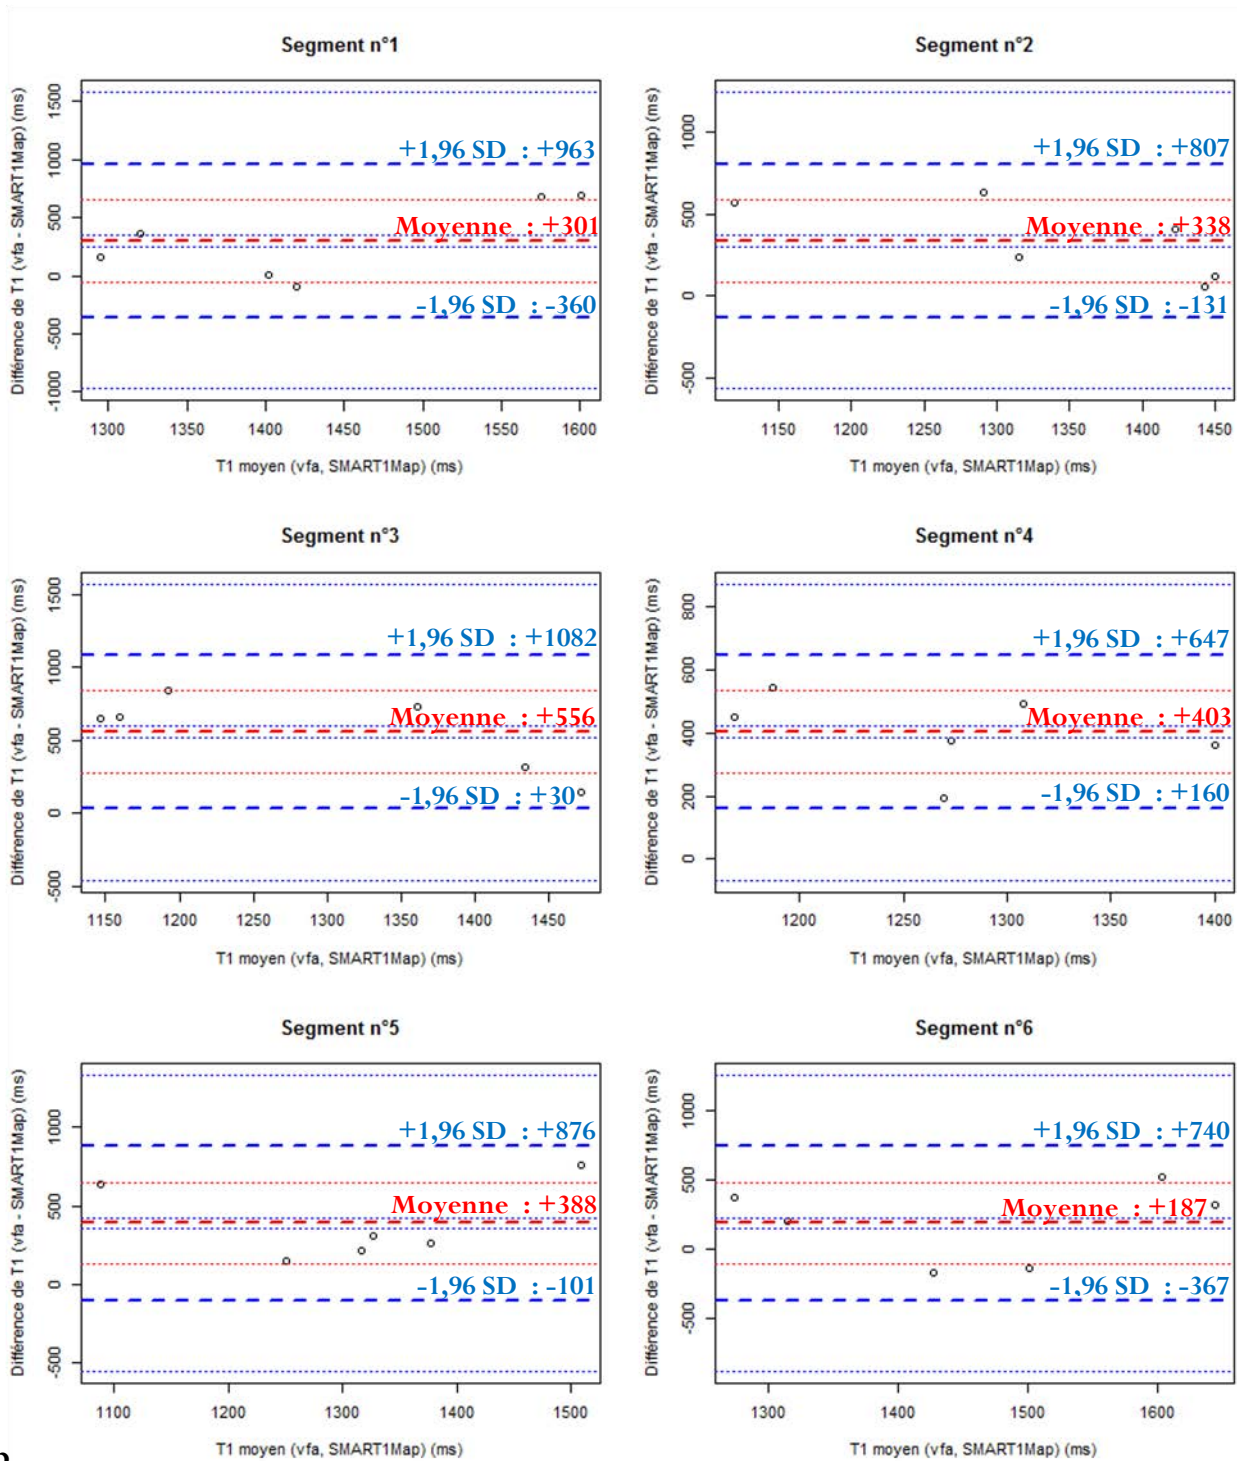 Segment n°1
Différence de T1 (vfa - SMART1Map) (ms)
1500
1000
500
0
-500
-1000
+1,96 SD : +963
Moyenne : +301
-1,96 SD : -360
1300 1350 1400 1450 1500 1550 1600
T1 moyen (vfa, SMART1Map) (ms)
Segment n°2
Différence de T1 (vfa - SMART1Map) (ms)
1000
500
0
-500
+1,96 SD : +807
Moyenne : +338
-1,96 SD : -131
1150 1200 1250 1300 1350 1400 1450
T1 moyen (vfa, SMART1Map) (ms)
Segment n°3
Différence de T1 (vfa - SMART1Map) (ms)
1500
1000
500
0
-500
+1,96 SD : +1082
Moyenne : +556
-1,96 SD : +30
1150 1200 1250 1300 1350 1400 1450
T1 moyen (vfa, SMART1Map) (ms)
Segment n°4
Différence de T1 (vfa - SMART1Map) (ms)
800
600
400
200
0
+1,96 SD : +647
Moyenne : +403
-1,96 SD : +160
1200 1250 1300 1350 1400
T1 moyen (vfa, SMART1Map) (ms)
Segment n°5
Différence de T1 (vfa - SMART1Map) (ms)
1000
500
0
-500
+1,96 SD : +876
Moyenne : +388
-1,96 SD : -101
1100 1200 1300 1400 1500
T1 moyen (vfa, SMART1Map) (ms)
Segment n°6
Différence de T1 (vfa - SMART1Map) (ms)
1000
500
0
-500
+1,96 SD : +740
Moyenne : +187
-1,96 SD : -367
1300 1400 1500 1600
T1 moyen (vfa, SMART1Map) (ms)